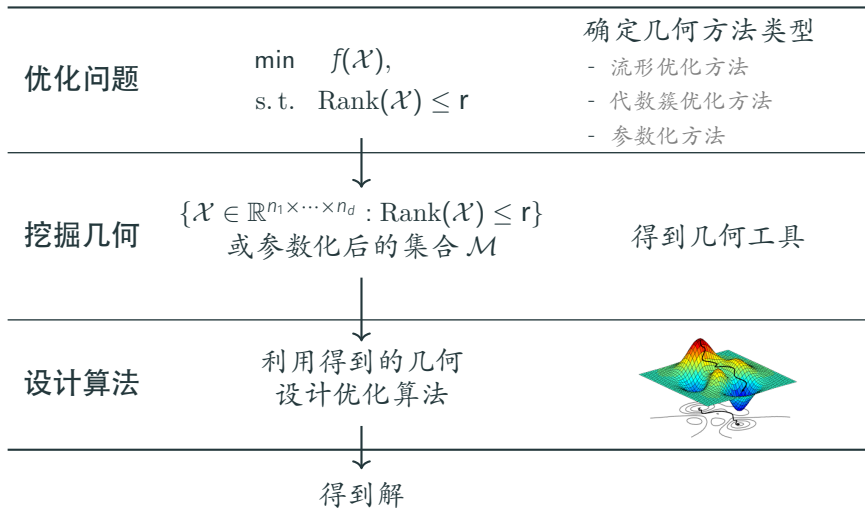 优化问题
min f(𝒳),
s. t. Rank(𝒳) ≤ r
确定几何方法类型
- 流形优化方法
- 代数簇优化方法
- 参数化方法
挖掘几何
{𝒳 ∈ ℝ^{n₁×⋯×n_d} : Rank(𝒳) ≤ r}
或参数化后的集合 ℳ
得到几何工具
设计算法
利用得到的几何
设计优化算法
得到解